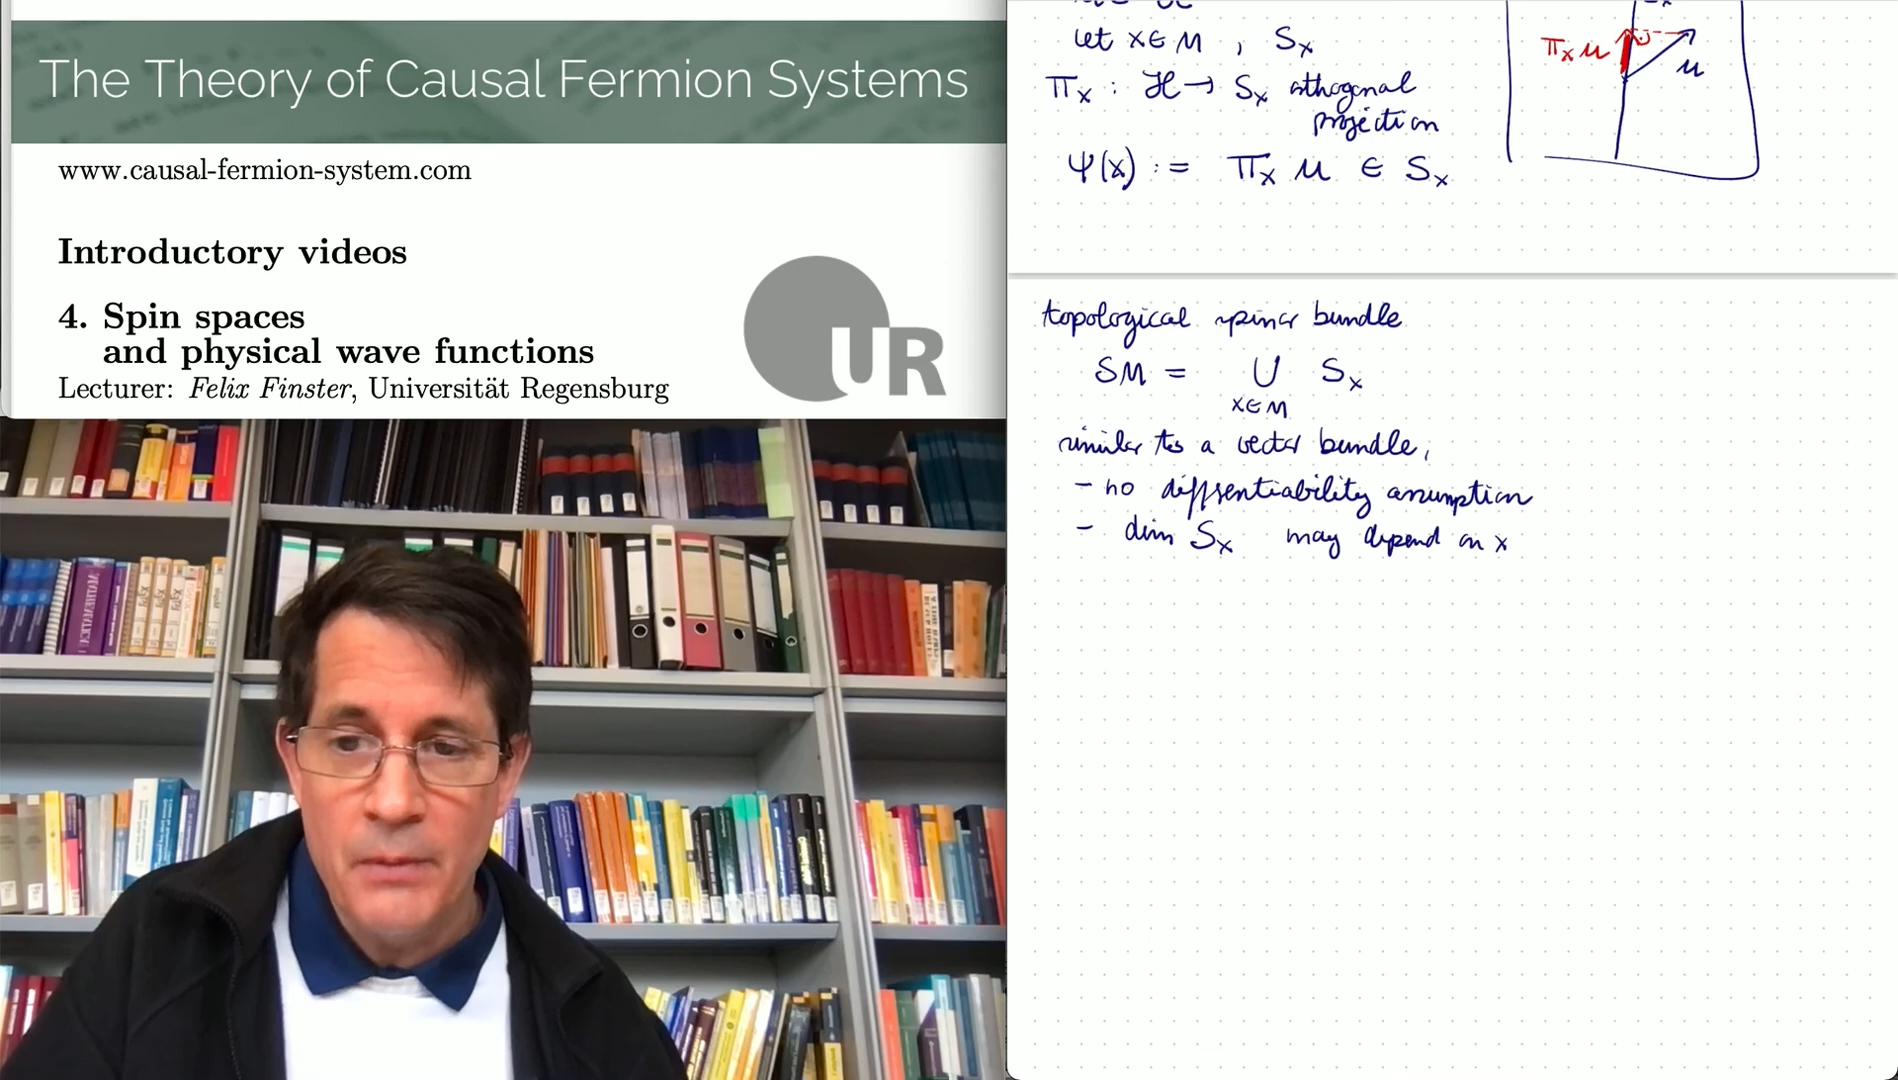 The Theory of Causal Fermion Systems
www.causal-fermion-system.com
Introductory videos
4. Spin spaces
and physical wave functions
Lecturer: Felix Finster, Universität Regensburg
UR
let x ∈ M , Sₓ
πₓ : ℋ → Sₓ orthogonal
projection
ψ(x) := πₓ u ∈ Sₓ
πₓ u
u
topological spinor bundle
SM = ∪ Sₓ
x∈M
similar to a vector bundle,
- no differentiability assumption
- dim Sₓ may depend on x
MATHEMATICA